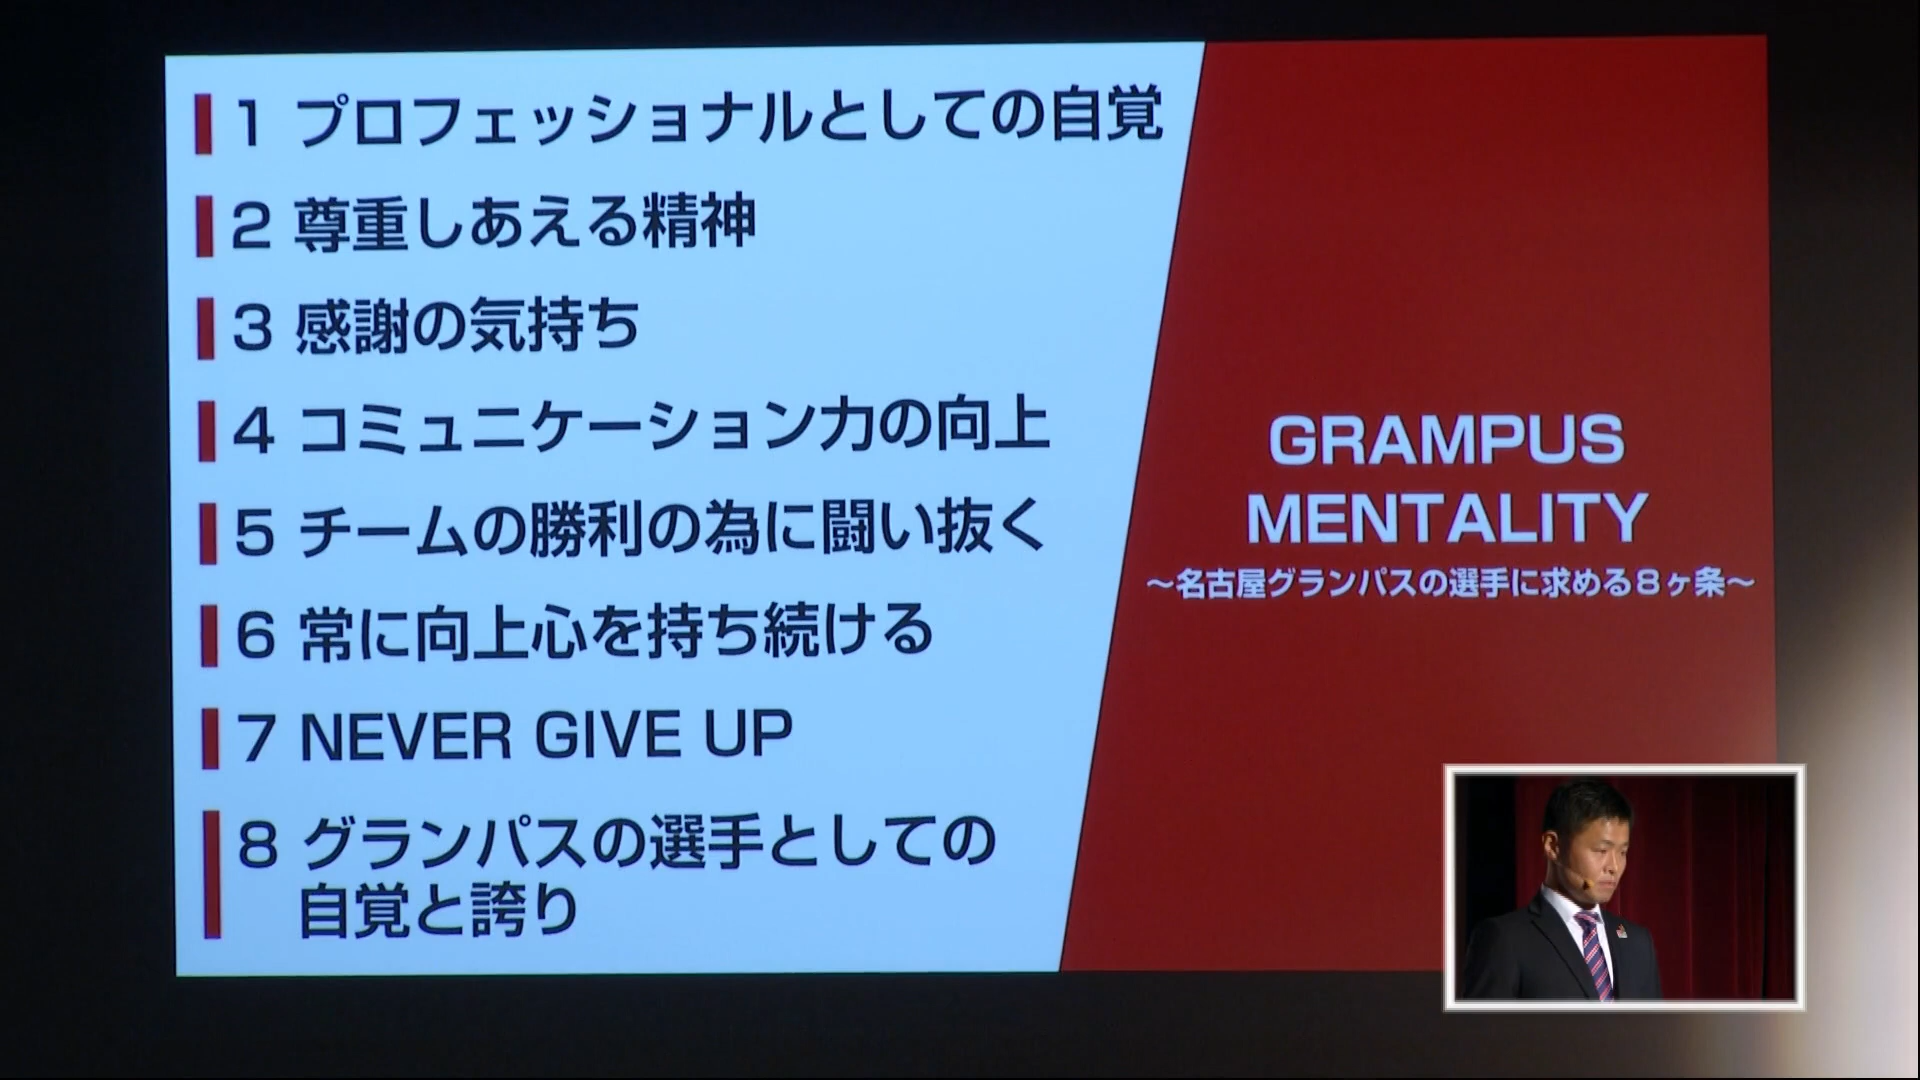 1 プロフェッショナルとしての自覚
2 尊重しあえる精神
3 感謝の気持ち
4 コミュニケーション力の向上
5 チームの勝利の為に闘い抜く
6 常に向上心を持ち続ける
7 NEVER GIVE UP
8 グランパスの選手としての
自覚と誇り
GRAMPUS
MENTALITY
～名古屋グランパスの選手に求める8ヶ条～